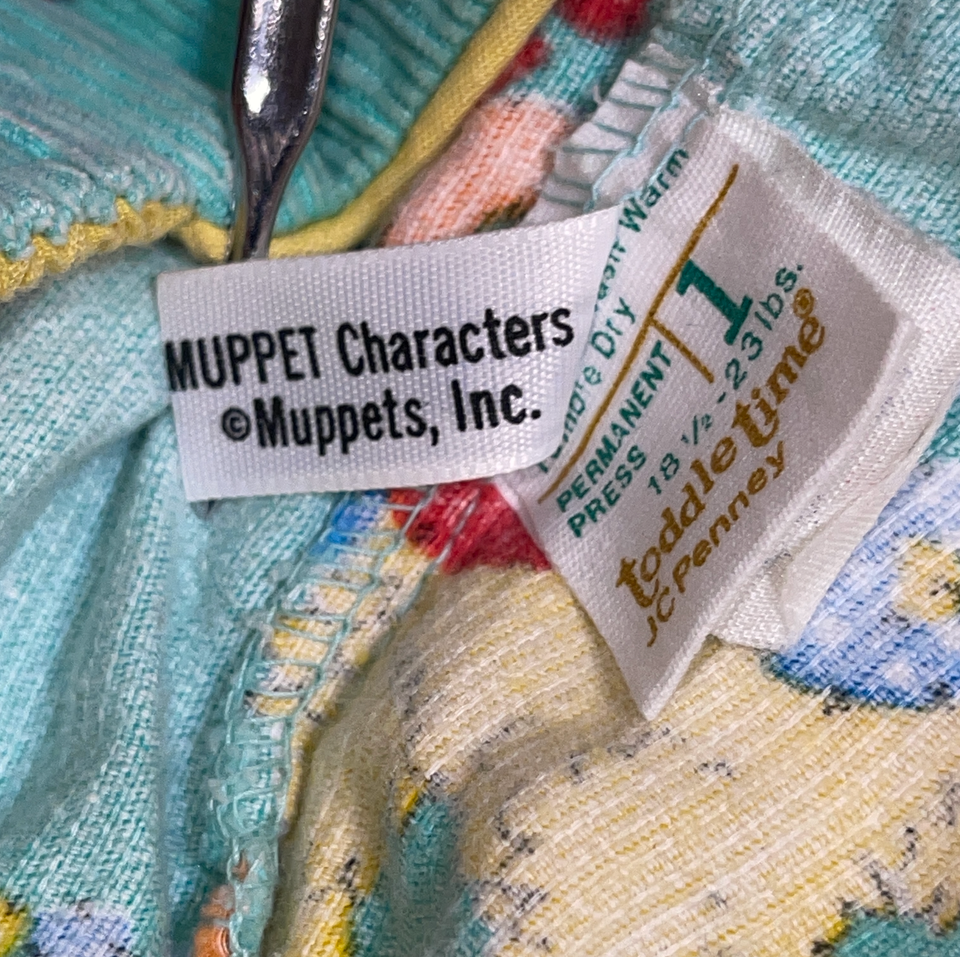 MUPPET Characters
©Muppets, Inc.
Warm
Dry
PERMANENT
PRESS
1
18 1/2-23 lbs.
toddletime®
JCPenney